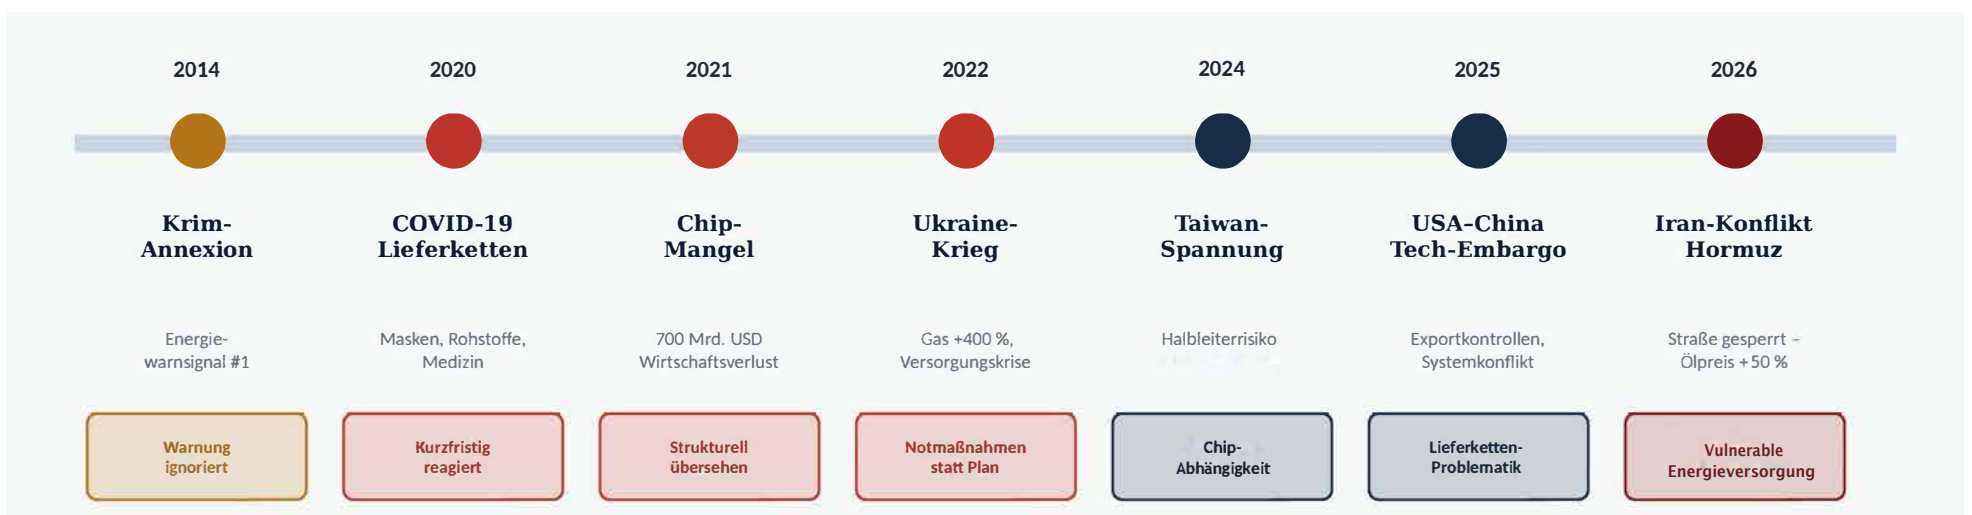 2014
2020
2021
2022
2024
2025
2026
Krim-
Annexion
COVID-19
Lieferketten
Chip-
Mangel
Ukraine-
Krieg
Taiwan-
Spannung
USA–China
Tech-Embargo
Iran-Konflikt
Hormuz
Energie-
warnsignal #1
Masken, Rohstoffe,
Medizin
700 Mrd. USD
Wirtschaftsverlust
Gas +400 %,
Versorgungskrise
Halbleiterrisiko
Exportkontrollen,
Systemkonflikt
Straße gesperrt –
Ölpreis +50 %
Warnung
ignoriert
Kurzfristig
reagiert
Strukturell
übersehen
Notmaßnahmen
statt Plan
Chip-
Abhängigkeit
Lieferketten-
Problematik
Vulnerable
Energieversorgung